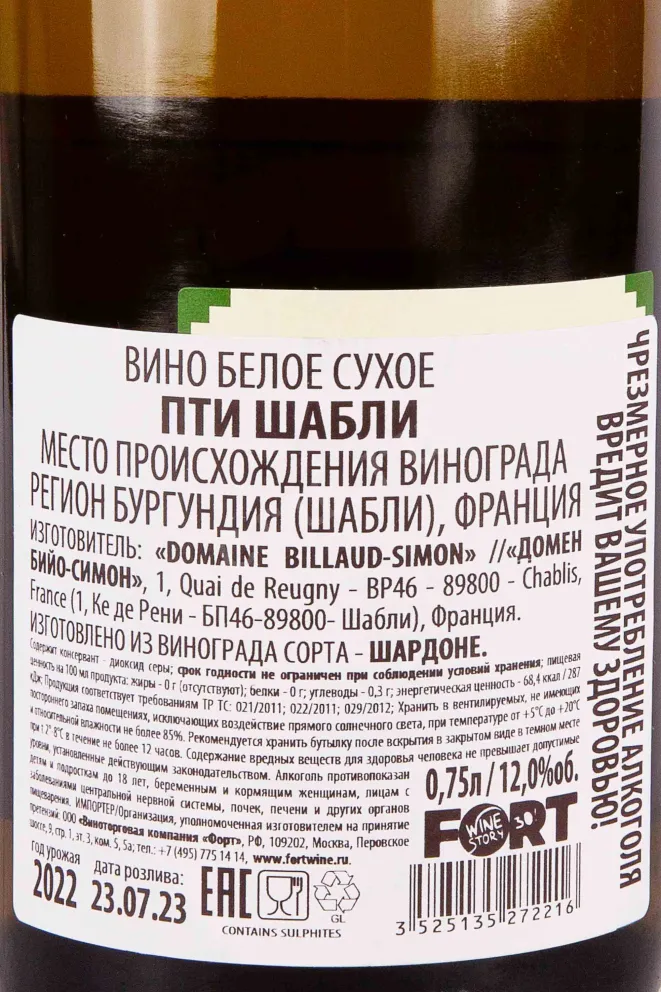 ВИНО БЕЛОЕ СУХОЕ
ПТИ ШАБЛИ
МЕСТО ПРОИСХОЖДЕНИЯ ВИНОГРАДА
РЕГИОН БУРГУНДИЯ (ШАБЛИ), ФРАНЦИЯ
ИЗГОТОВИТЕЛЬ: «DOMAINE BILLAUD-SIMON» //«ДОМЕН
БИЙО-СИМОН», 1, Quai de Reugny - BP46 - 89800 - Chablis,
France (1, Ке де Рени - БП46-89800- Шабли), Франция.
ИЗГОТОВЛЕНО ИЗ ВИНОГРАДА СОРТА - ШАРДОНЕ.
Содержит консервант - диоксид серы; срок годности не ограничен при соблюдении условий хранения; пищевая
ценность на 100 мл продукта: жиры - 0 г (отсутствуют); белки - 0 г; углеводы - 0,3 г; энергетическая ценность - 68,4 ккал / 287
кДж; Продукция соответствует требованиям ТР ТС: 021/2011; 022/2011; 029/2012; Хранить в вентилируемых, не имеющих
постороннего запаха помещениях, исключающих воздействие прямого солнечного света, при температуре от +5°С до +20°С
и относительной влажности не более 85%. Рекомендуется хранить бутылку после вскрытия в закрытом виде в темном месте
при t 2°- 8°С в течение не более 12 часов. Содержание вредных веществ для здоровья человека не превышает допустимые
уровни, установленные действующим законодательством. Алкоголь противопоказан
детям и подросткам до 18 лет, беременным и кормящим женщинам, лицам с
заболеваниями центральной нервной системы, почек, печени и других органов
пищеварения. ИМПОРТЕР/Организация, уполномоченная изготовителем на принятие
претензий: ООО «Виноторговая компания «Форт», РФ, 109202, Москва, Перовское
шоссе, 9, стр. 1, эт. 3, ком. 5, 5а; тел.: +7 (495) 775 14 14, www.fortwine.ru.
0,75л/12,0%об.
FORT
WINE
STORY
30!
Год урожая
2022
Дата розлива:
23.07.23
EAC
GL
CONTAINS SULPHITES
3 525135 272216
ЧРЕЗМЕРНОЕ УПОТРЕБЛЕНИЕ АЛКОГОЛЯ
ВРЕДИТ ВАШЕМУ ЗДОРОВЬЮ!